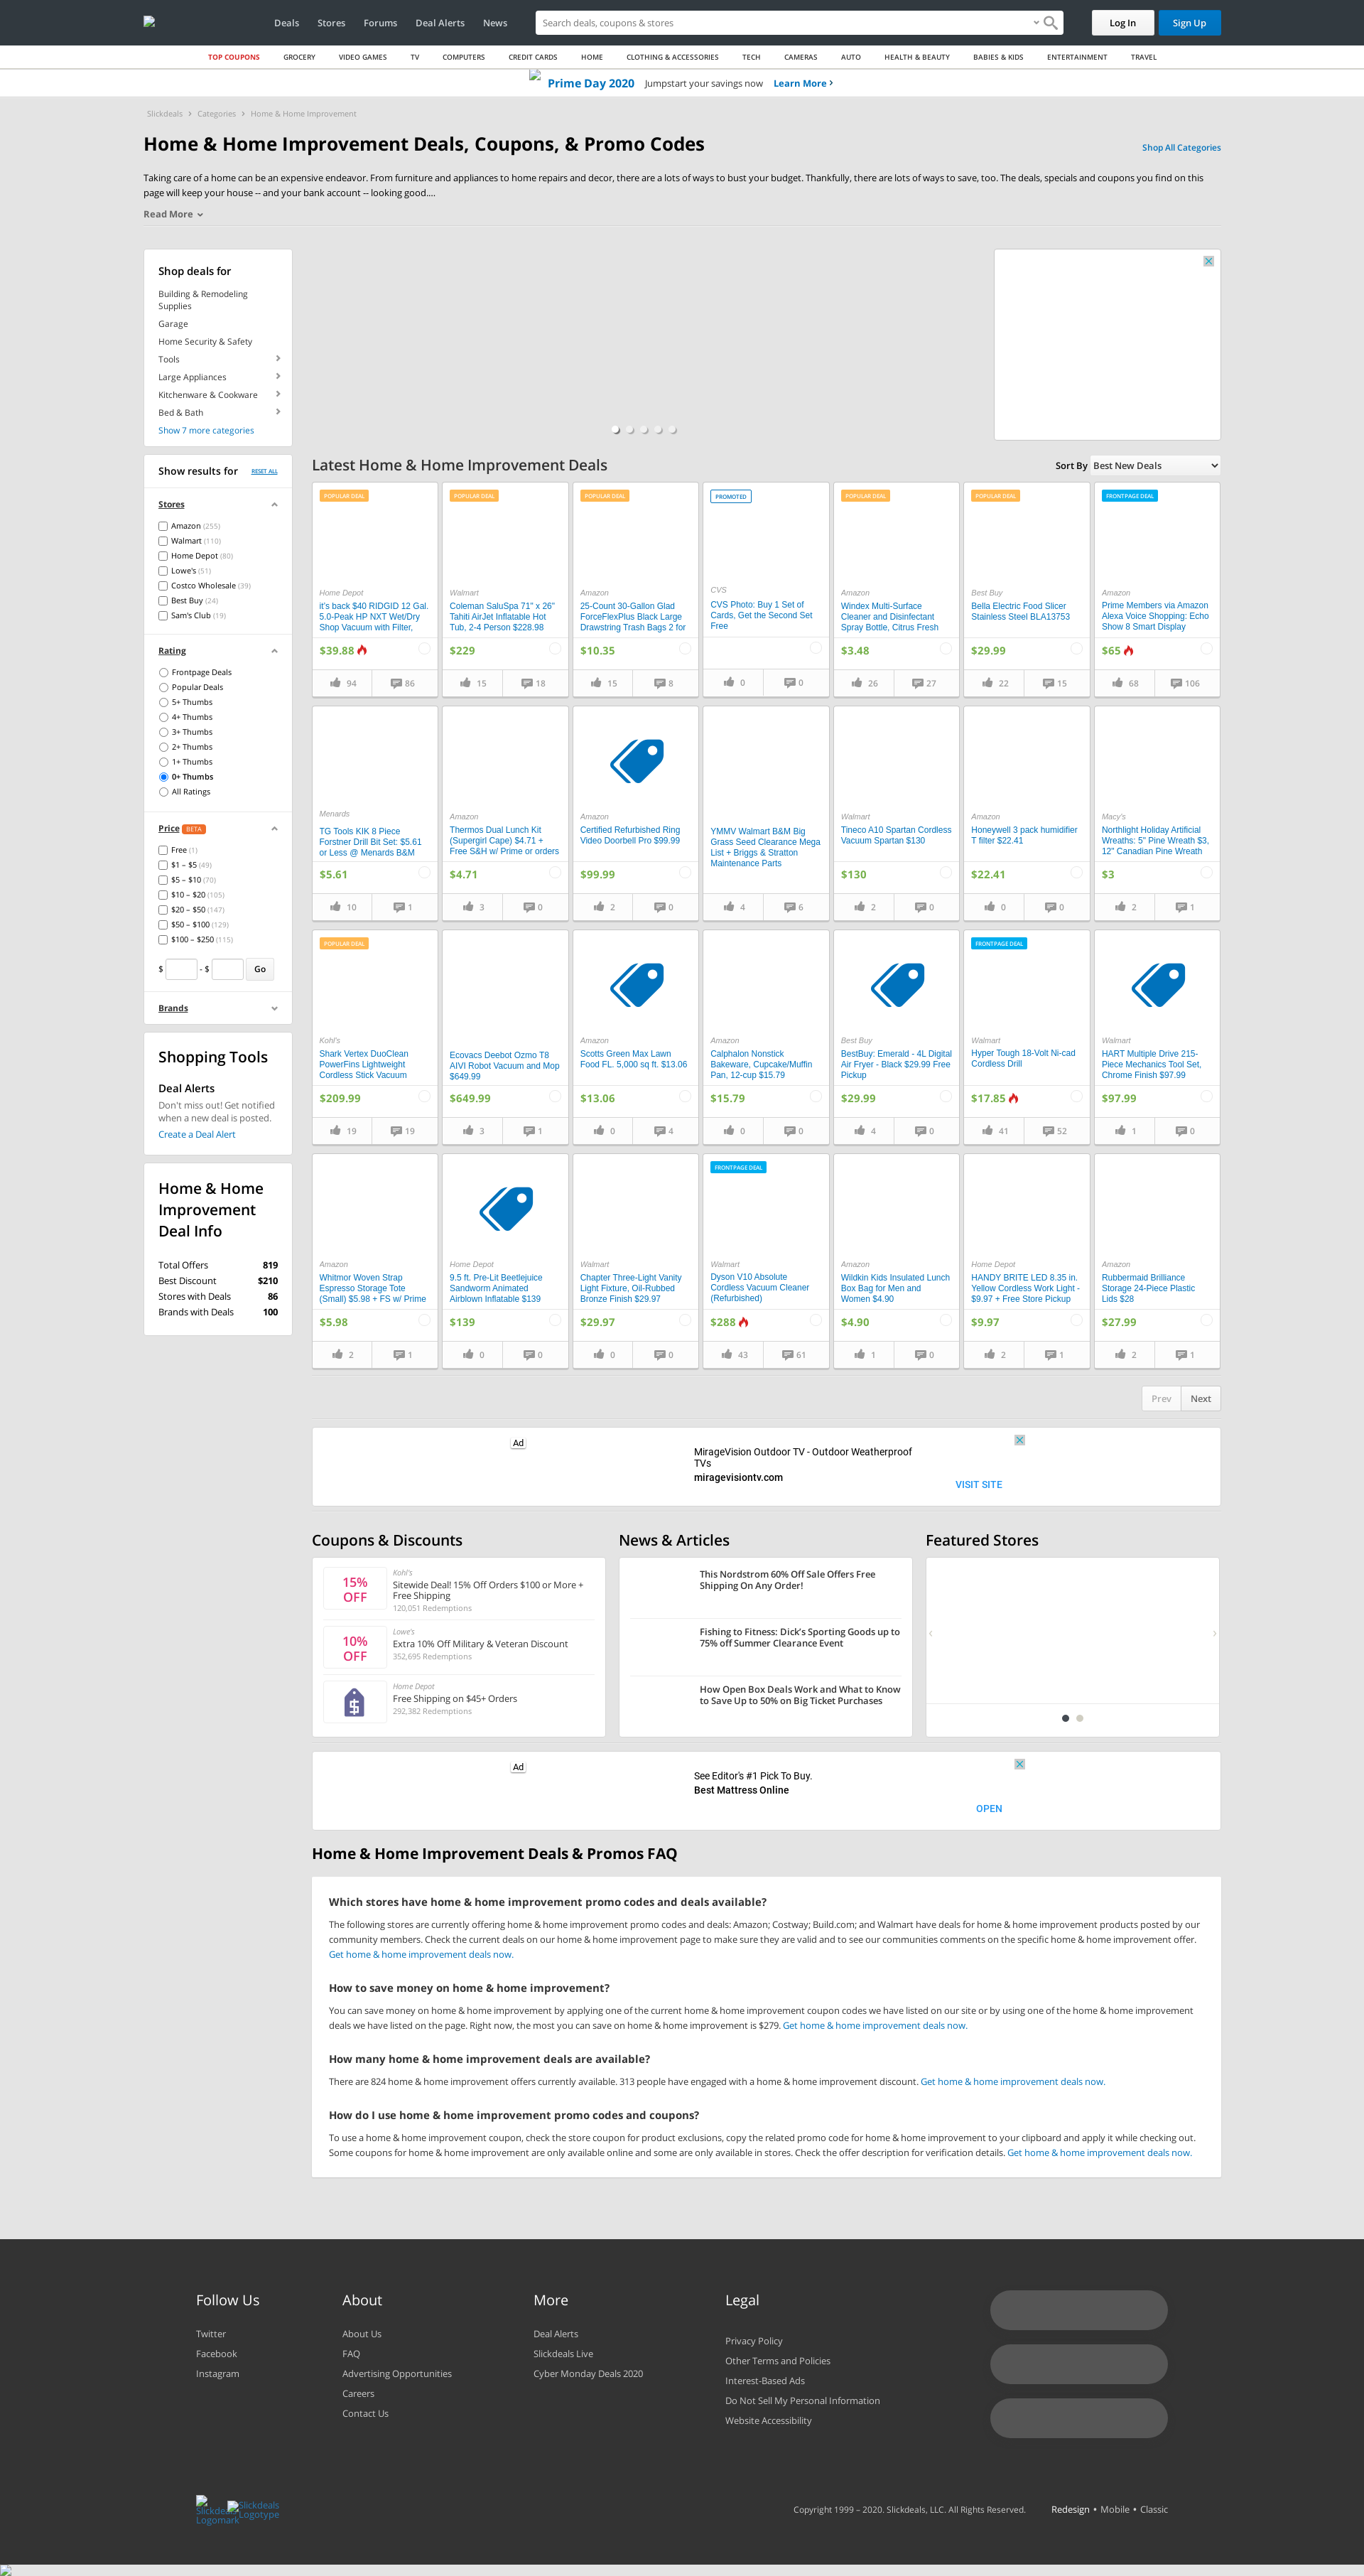 Deals Stores Forums Deal Alerts News
Search deals, coupons & stores
Log In Sign Up
TOP COUPONS GROCERY VIDEO GAMES TV COMPUTERS CREDIT CARDS HOME CLOTHING & ACCESSORIES TECH CAMERAS AUTO HEALTH & BEAUTY BABIES & KIDS ENTERTAINMENT TRAVEL
Prime Day 2020 Jumpstart your savings now Learn More ›
Slickdeals › Categories › Home & Home Improvement
Home & Home Improvement Deals, Coupons, & Promo Codes
Shop All Categories
Taking care of a home can be an expensive endeavor. From furniture and appliances to home repairs and decor, there are a lots of ways to bust your budget. Thankfully, there are lots of ways to save, too. The deals, specials and coupons you find on this
page will keep your house -- and your bank account -- looking good....
Read More
Shop deals for
Building & Remodeling
Supplies
Garage
Home Security & Safety
Tools
Large Appliances
Kitchenware & Cookware
Bed & Bath
Show 7 more categories
Show results for RESET ALL
Stores
Amazon (255)
Walmart (110)
Home Depot (80)
Lowe's (51)
Costco Wholesale (39)
Best Buy (24)
Sam's Club (19)
Rating
Frontpage Deals
Popular Deals
5+ Thumbs
4+ Thumbs
3+ Thumbs
2+ Thumbs
1+ Thumbs
0+ Thumbs
All Ratings
Price BETA
Free (1)
$1 – $5 (49)
$5 – $10 (70)
$10 – $20 (105)
$20 – $50 (147)
$50 – $100 (129)
$100 – $250 (115)
$ - $ Go
Brands
Shopping Tools
Deal Alerts
Don't miss out! Get notified
when a new deal is posted.
Create a Deal Alert
Home & Home
Improvement
Deal Info
Total Offers 819
Best Discount $210
Stores with Deals 86
Brands with Deals 100
Latest Home & Home Improvement Deals
Sort By Best New Deals
POPULAR DEAL
Home Depot
it's back $40 RIDGID 12 Gal.
5.0-Peak HP NXT Wet/Dry
Shop Vacuum with Filter,
$39.88
94 86
POPULAR DEAL
Walmart
Coleman SaluSpa 71" x 26"
Tahiti AirJet Inflatable Hot
Tub, 2-4 Person $228.98
$229
15 18
POPULAR DEAL
Amazon
25-Count 30-Gallon Glad
ForceFlexPlus Black Large
Drawstring Trash Bags 2 for
$10.35
15 8
PROMOTED
CVS
CVS Photo: Buy 1 Set of
Cards, Get the Second Set
Free
0 0
POPULAR DEAL
Amazon
Windex Multi-Surface
Cleaner and Disinfectant
Spray Bottle, Citrus Fresh
$3.48
26 27
POPULAR DEAL
Best Buy
Bella Electric Food Slicer
Stainless Steel BLA13753
$29.99
22 15
FRONTPAGE DEAL
Amazon
Prime Members via Amazon
Alexa Voice Shopping: Echo
Show 8 Smart Display
$65
68 106
Menards
TG Tools KIK 8 Piece
Forstner Drill Bit Set: $5.61
or Less @ Menards B&M
$5.61
10 1
Amazon
Thermos Dual Lunch Kit
(Supergirl Cape) $4.71 +
Free S&H w/ Prime or orders
$4.71
3 0
Amazon
Certified Refurbished Ring
Video Doorbell Pro $99.99
$99.99
2 0
YMMV Walmart B&M Big
Grass Seed Clearance Mega
List + Briggs & Stratton
Maintenance Parts
4 6
Walmart
Tineco A10 Spartan Cordless
Vacuum Spartan $130
$130
2 0
Amazon
Honeywell 3 pack humidifier
T filter $22.41
$22.41
0 0
Macy's
Northlight Holiday Artificial
Wreaths: 5" Pine Wreath $3,
12" Canadian Pine Wreath
$3
2 1
POPULAR DEAL
Kohl's
Shark Vertex DuoClean
PowerFins Lightweight
Cordless Stick Vacuum
$209.99
19 19
Ecovacs Deebot Ozmo T8
AIVI Robot Vacuum and Mop
$649.99
$649.99
3 1
Amazon
Scotts Green Max Lawn
Food FL. 5,000 sq ft. $13.06
$13.06
0 4
Amazon
Calphalon Nonstick
Bakeware, Cupcake/Muffin
Pan, 12-cup $15.79
$15.79
0 0
Best Buy
BestBuy: Emerald - 4L Digital
Air Fryer - Black $29.99 Free
Pickup
$29.99
4 0
FRONTPAGE DEAL
Walmart
Hyper Tough 18-Volt Ni-cad
Cordless Drill
$17.85
41 52
Walmart
HART Multiple Drive 215-
Piece Mechanics Tool Set,
Chrome Finish $97.99
$97.99
1 0
Amazon
Whitmor Woven Strap
Espresso Storage Tote
(Small) $5.98 + FS w/ Prime
$5.98
2 1
Home Depot
9.5 ft. Pre-Lit Beetlejuice
Sandworm Animated
Airblown Inflatable $139
$139
0 0
Walmart
Chapter Three-Light Vanity
Light Fixture, Oil-Rubbed
Bronze Finish $29.97
$29.97
0 0
FRONTPAGE DEAL
Walmart
Dyson V10 Absolute
Cordless Vacuum Cleaner
(Refurbished)
$288
43 61
Amazon
Wildkin Kids Insulated Lunch
Box Bag for Men and
Women $4.90
$4.90
1 0
Home Depot
HANDY BRITE LED 8.35 in.
Yellow Cordless Work Light -
$9.97 + Free Store Pickup
$9.97
2 1
Amazon
Rubbermaid Brilliance
Storage 24-Piece Plastic
Lids $28
$27.99
2 1
Prev Next
Ad
MirageVision Outdoor TV - Outdoor Weatherproof
TVs
miragevisiontv.com
VISIT SITE
Coupons & Discounts
15%
OFF
Kohl's
Sitewide Deal! 15% Off Orders $100 or More +
Free Shipping
120,051 Redemptions
10%
OFF
Lowe's
Extra 10% Off Military & Veteran Discount
352,695 Redemptions
Home Depot
Free Shipping on $45+ Orders
292,382 Redemptions
News & Articles
This Nordstrom 60% Off Sale Offers Free
Shipping On Any Order!
Fishing to Fitness: Dick's Sporting Goods up to
75% off Summer Clearance Event
How Open Box Deals Work and What to Know
to Save Up to 50% on Big Ticket Purchases
Featured Stores
Ad
See Editor's #1 Pick To Buy.
Best Mattress Online
OPEN
Home & Home Improvement Deals & Promos FAQ
Which stores have home & home improvement promo codes and deals available?
The following stores are currently offering home & home improvement promo codes and deals: Amazon; Costway; Build.com; and Walmart have deals for home & home improvement products posted by our
community members. Check the current deals on our home & home improvement page to make sure they are valid and to see our communities comments on the specific home & home improvement offer.
Get home & home improvement deals now.
How to save money on home & home improvement?
You can save money on home & home improvement by applying one of the current home & home improvement coupon codes we have listed on our site or by using one of the home & home improvement
deals we have listed on the page. Right now, the most you can save on home & home improvement is $279. Get home & home improvement deals now.
How many home & home improvement deals are available?
There are 824 home & home improvement offers currently available. 313 people have engaged with a home & home improvement discount. Get home & home improvement deals now.
How do I use home & home improvement promo codes and coupons?
To use a home & home improvement coupon, check the store coupon for product exclusions, copy the related promo code for home & home improvement to your clipboard and apply it while checking out.
Some coupons for home & home improvement are only available online and some are only available in stores. Check the offer description for verification details. Get home & home improvement deals now.
Follow Us
Twitter
Facebook
Instagram
About
About Us
FAQ
Advertising Opportunities
Careers
Contact Us
More
Deal Alerts
Slickdeals Live
Cyber Monday Deals 2020
Legal
Privacy Policy
Other Terms and Policies
Interest-Based Ads
Do Not Sell My Personal Information
Website Accessibility
Slickdeals
Logomark
Slickdeals
Logotype
Copyright 1999 – 2020. Slickdeals, LLC. All Rights Reserved.
Redesign • Mobile • Classic